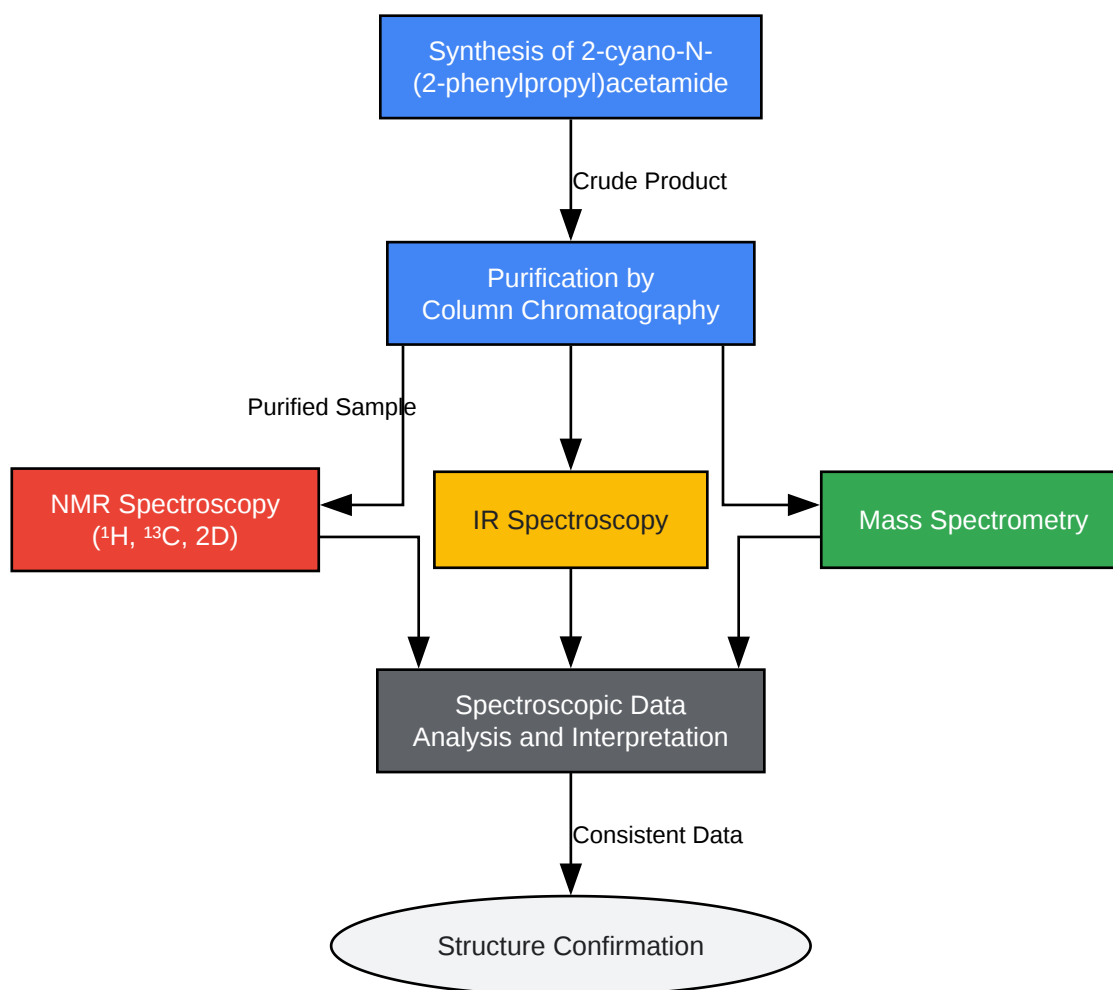 Synthesis of 2-cyano-N-
(2-phenylpropyl)acetamide
Crude Product
Purification by
Column Chromatography
Purified Sample
NMR Spectroscopy
(¹H, ¹³C, 2D)
IR Spectroscopy
Mass Spectrometry
Spectroscopic Data
Analysis and Interpretation
Consistent Data
Structure Confirmation